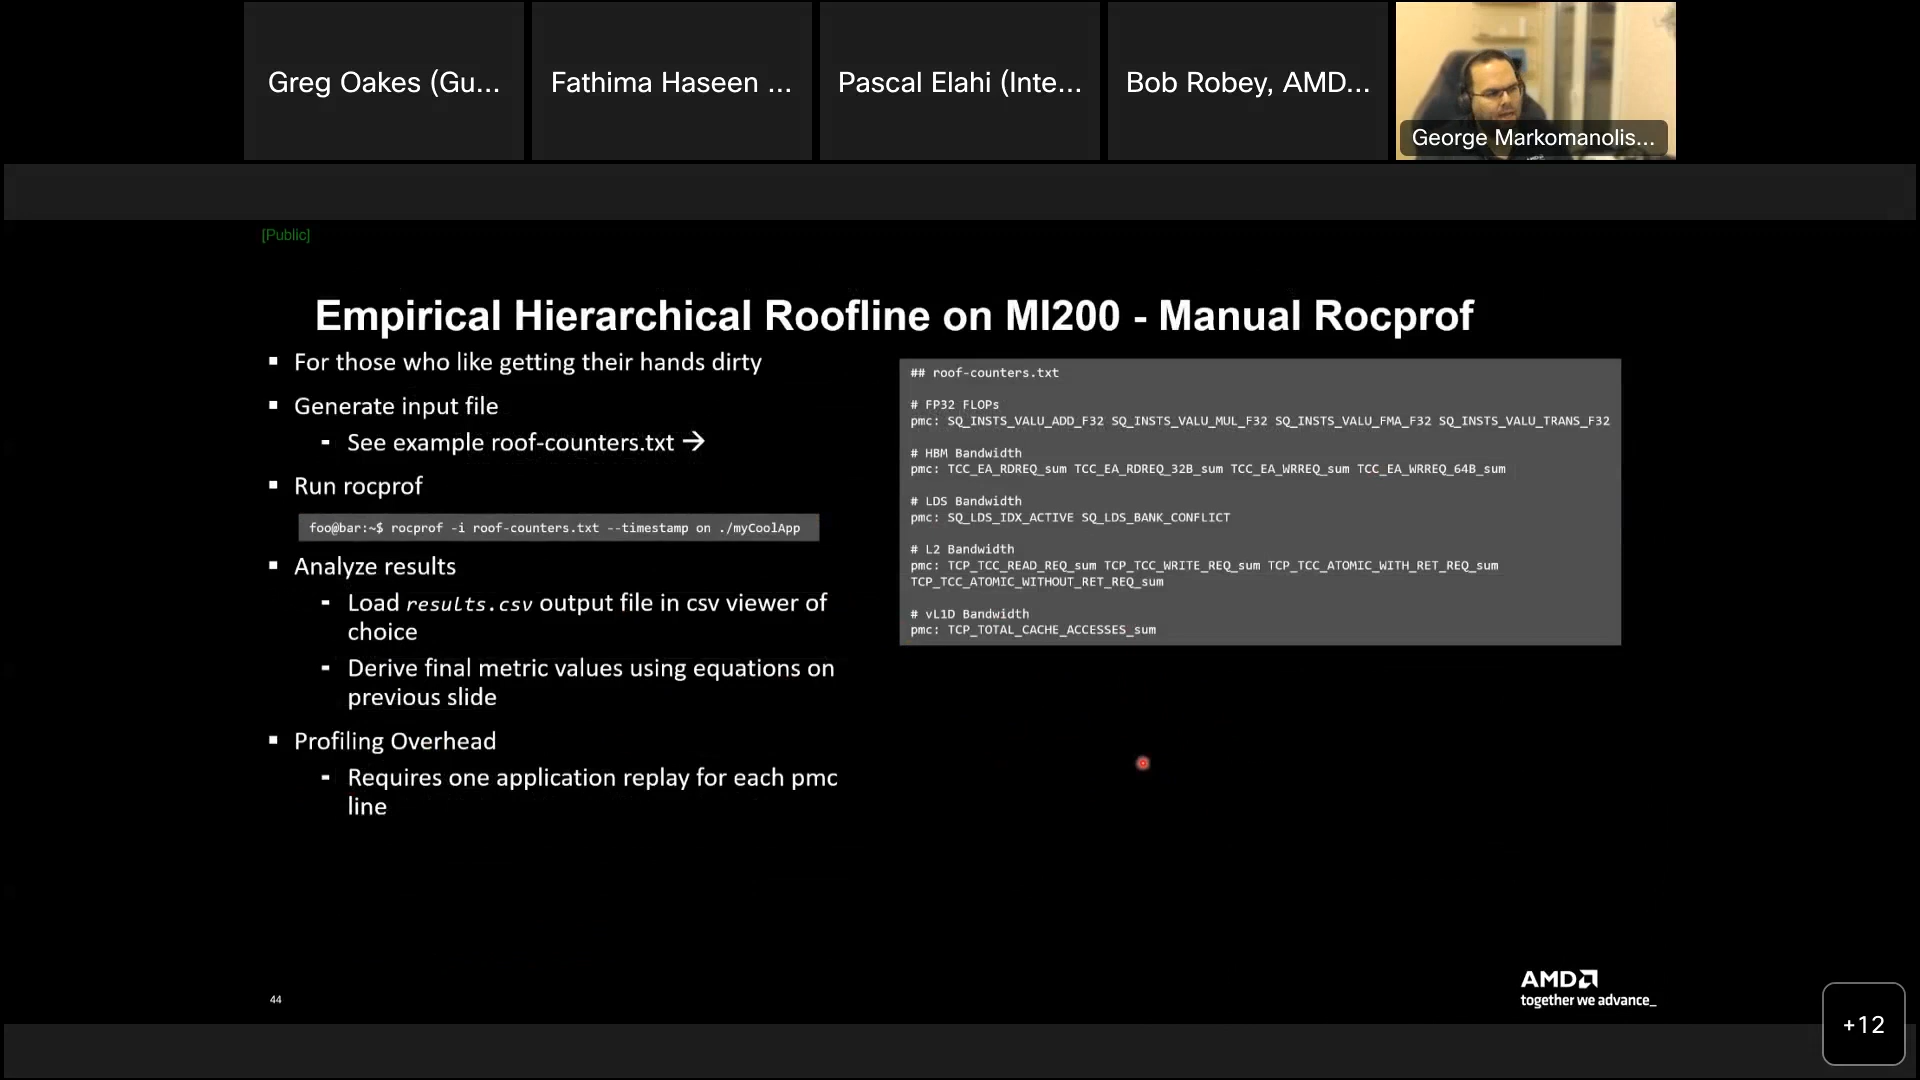 Greg Oakes (Gu...
Fathima Haseen ...
Pascal Elahi (Inte...
Bob Robey, AMD...
George Markomanolis...
[Public]
Empirical Hierarchical Roofline on MI200 - Manual Rocprof
▪ For those who like getting their hands dirty
▪ Generate input file
- See example roof-counters.txt →
▪ Run rocprof
foo@bar:~$ rocprof -i roof-counters.txt --timestamp on ./myCoolApp
▪ Analyze results
- Load results.csv output file in csv viewer of
choice
- Derive final metric values using equations on
previous slide
▪ Profiling Overhead
- Requires one application replay for each pmc
line
## roof-counters.txt
# FP32 FLOPs
pmc: SQ_INSTS_VALU_ADD_F32 SQ_INSTS_VALU_MUL_F32 SQ_INSTS_VALU_FMA_F32 SQ_INSTS_VALU_TRANS_F32
# HBM Bandwidth
pmc: TCC_EA_RDREQ_sum TCC_EA_RDREQ_32B_sum TCC_EA_WRREQ_sum TCC_EA_WRREQ_64B_sum
# LDS Bandwidth
pmc: SQ_LDS_IDX_ACTIVE SQ_LDS_BANK_CONFLICT
# L2 Bandwidth
pmc: TCP_TCC_READ_REQ_sum TCP_TCC_WRITE_REQ_sum TCP_TCC_ATOMIC_WITH_RET_REQ_sum
TCP_TCC_ATOMIC_WITHOUT_RET_REQ_sum
# vL1D Bandwidth
pmc: TCP_TOTAL_CACHE_ACCESSES_sum
44
AMD
together we advance_
+12